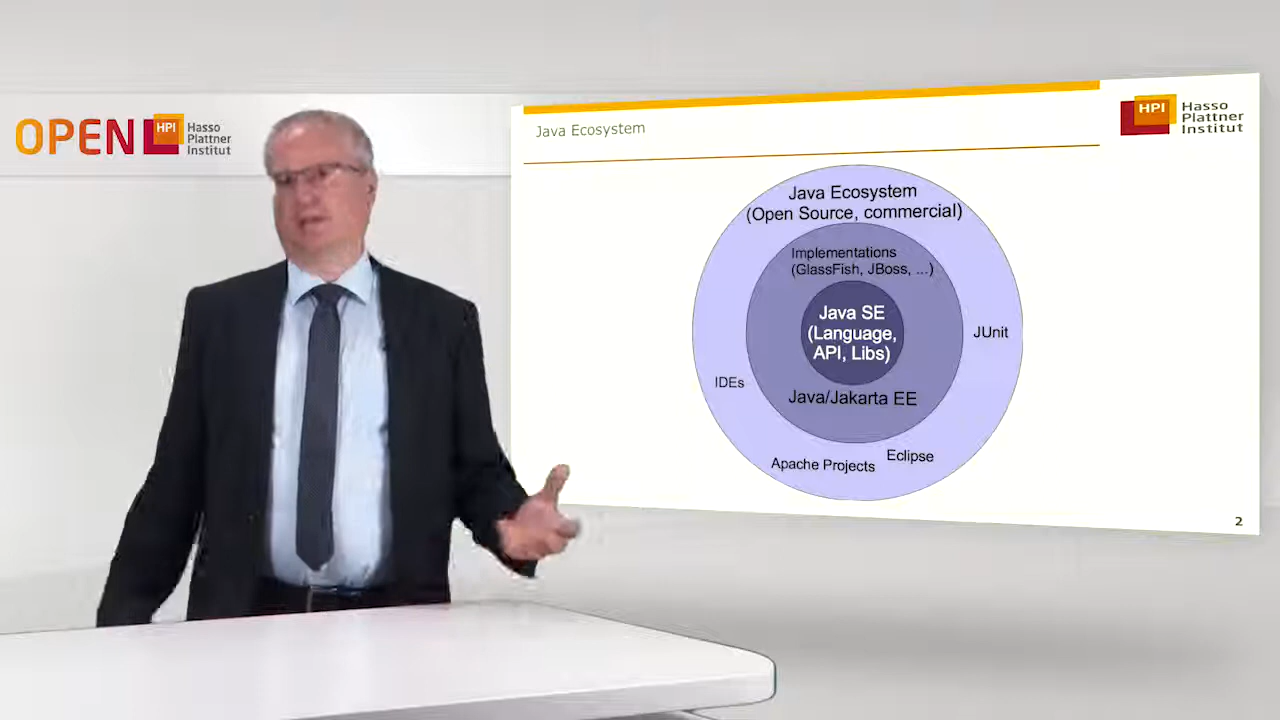 OPEN HPI Hasso
Plattner
Institut
Java Ecosystem
HPI Hasso
Plattner
Institut
Java Ecosystem
(Open Source, commercial)
Implementations
(GlassFish, JBoss, ...)
Java SE
(Language,
API, Libs)
JUnit
IDEs
Java/Jakarta EE
Eclipse
Apache Projects
2